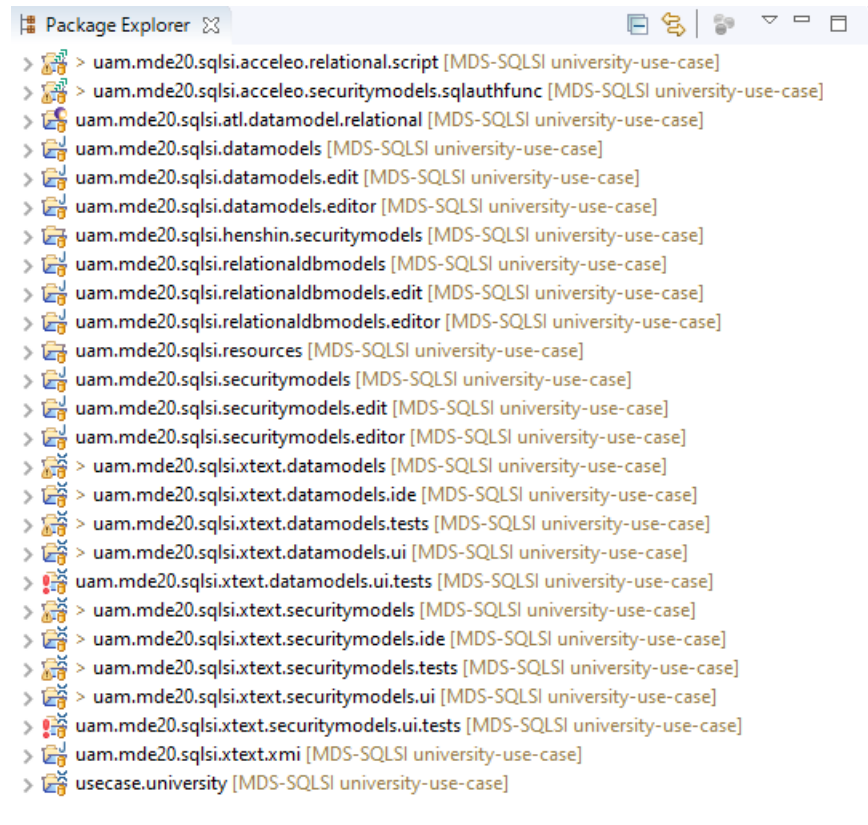 Package Explorer
> uam.mde20.sqlsi.acceleo.relational.script [MDS-SQLSI university-use-case]
> uam.mde20.sqlsi.acceleo.securitymodels.sqlauthfunc [MDS-SQLSI university-use-case]
uam.mde20.sqlsi.atl.datamodel.relational [MDS-SQLSI university-use-case]
uam.mde20.sqlsi.datamodels [MDS-SQLSI university-use-case]
uam.mde20.sqlsi.datamodels.edit [MDS-SQLSI university-use-case]
uam.mde20.sqlsi.datamodels.editor [MDS-SQLSI university-use-case]
uam.mde20.sqlsi.henshin.securitymodels [MDS-SQLSI university-use-case]
uam.mde20.sqlsi.relationaldbmodels [MDS-SQLSI university-use-case]
uam.mde20.sqlsi.relationaldbmodels.edit [MDS-SQLSI university-use-case]
uam.mde20.sqlsi.relationaldbmodels.editor [MDS-SQLSI university-use-case]
uam.mde20.sqlsi.resources [MDS-SQLSI university-use-case]
uam.mde20.sqlsi.securitymodels [MDS-SQLSI university-use-case]
uam.mde20.sqlsi.securitymodels.edit [MDS-SQLSI university-use-case]
uam.mde20.sqlsi.securitymodels.editor [MDS-SQLSI university-use-case]
> uam.mde20.sqlsi.xtext.datamodels [MDS-SQLSI university-use-case]
> uam.mde20.sqlsi.xtext.datamodels.ide [MDS-SQLSI university-use-case]
> uam.mde20.sqlsi.xtext.datamodels.tests [MDS-SQLSI university-use-case]
> uam.mde20.sqlsi.xtext.datamodels.ui [MDS-SQLSI university-use-case]
uam.mde20.sqlsi.xtext.datamodels.ui.tests [MDS-SQLSI university-use-case]
> uam.mde20.sqlsi.xtext.securitymodels [MDS-SQLSI university-use-case]
> uam.mde20.sqlsi.xtext.securitymodels.ide [MDS-SQLSI university-use-case]
> uam.mde20.sqlsi.xtext.securitymodels.tests [MDS-SQLSI university-use-case]
> uam.mde20.sqlsi.xtext.securitymodels.ui [MDS-SQLSI university-use-case]
uam.mde20.sqlsi.xtext.securitymodels.ui.tests [MDS-SQLSI university-use-case]
uam.mde20.sqlsi.xtext.xmi [MDS-SQLSI university-use-case]
usecase.university [MDS-SQLSI university-use-case]